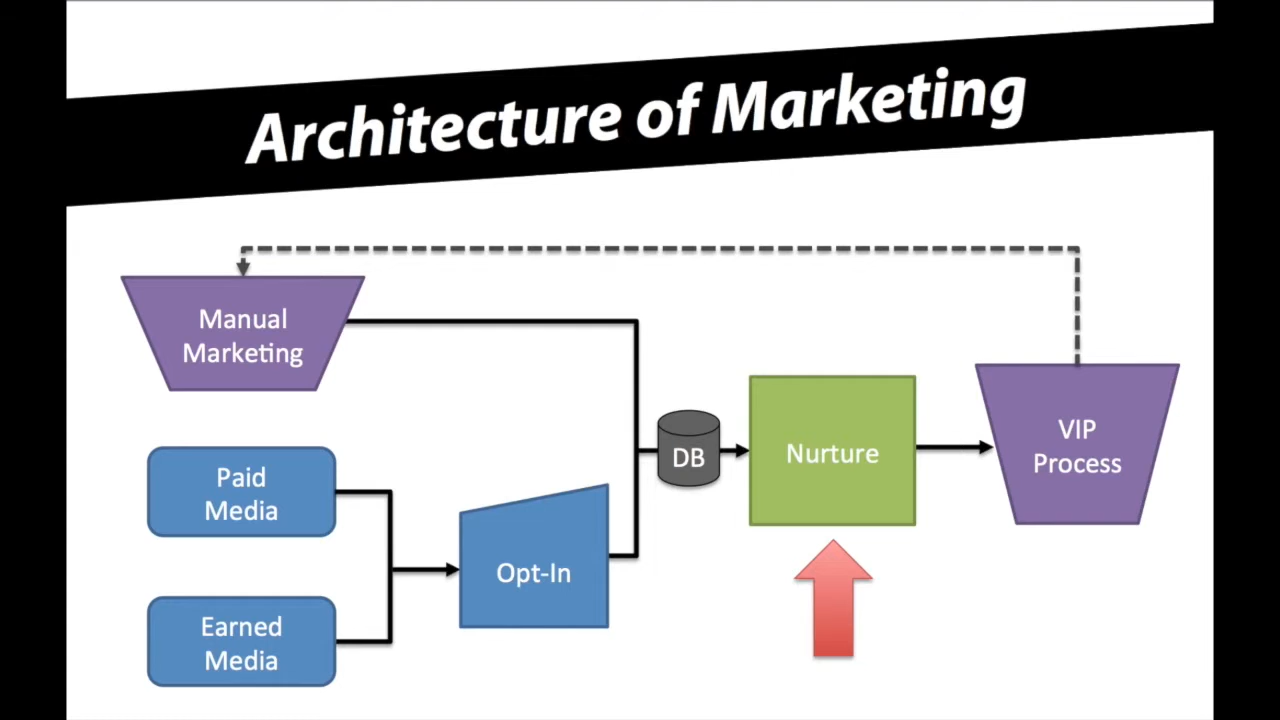 Architecture of Marketing
Manual
Marketing
Paid
Media
Earned
Media
Opt-In
DB
Nurture
VIP
Process